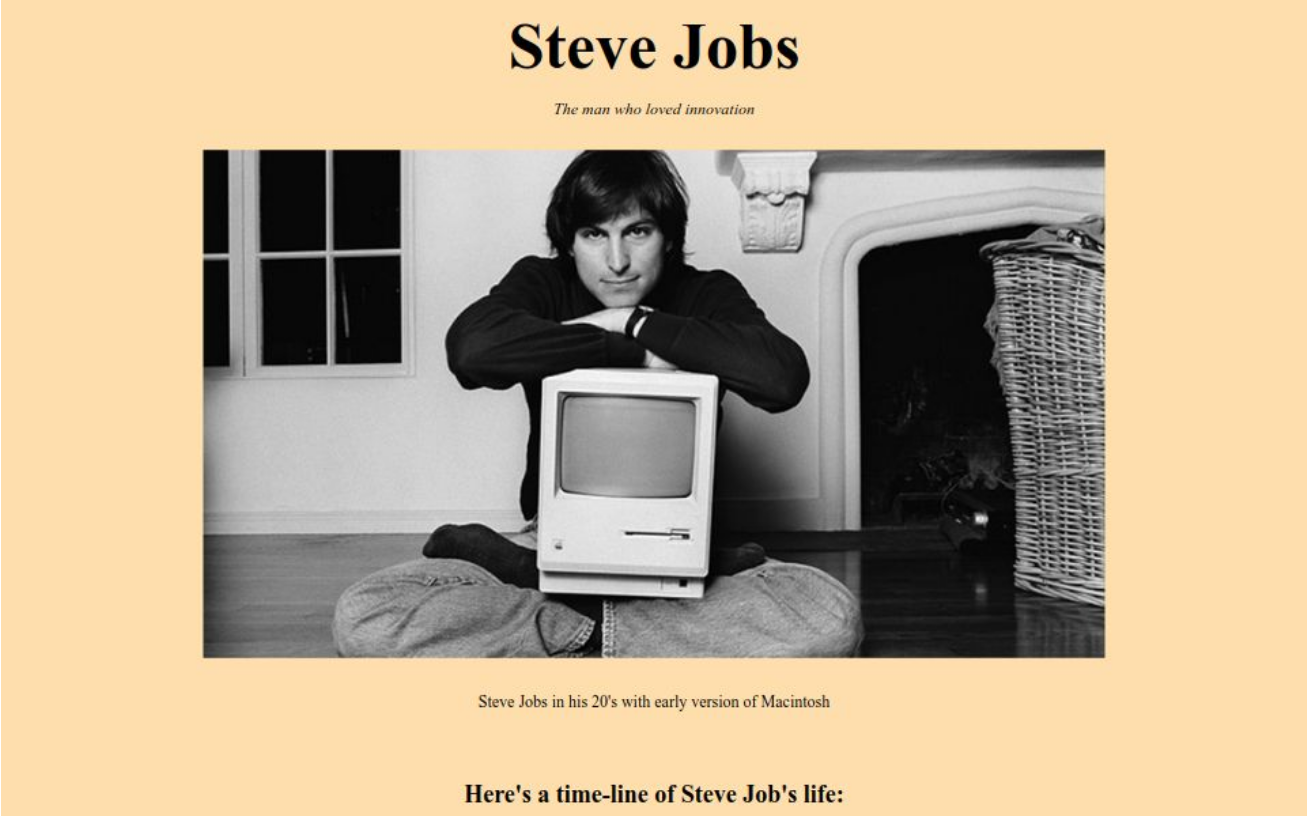 Steve Jobs
The man who loved innovation
Steve Jobs in his 20's with early version of Macintosh
Here's a time-line of Steve Job's life: